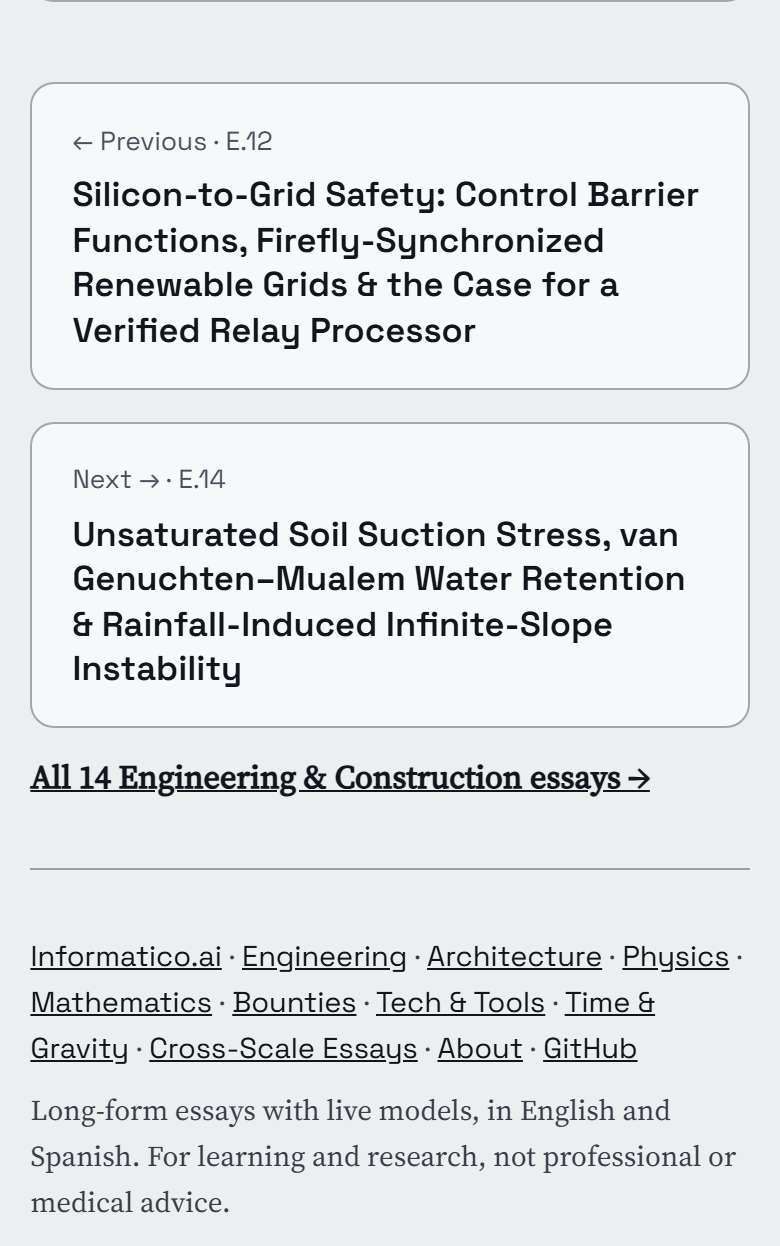 ← Previous · E.12
Silicon-to-Grid Safety: Control Barrier
Functions, Firefly-Synchronized
Renewable Grids & the Case for a
Verified Relay Processor
Next → · E.14
Unsaturated Soil Suction Stress, van
Genuchten–Mualem Water Retention
& Rainfall-Induced Infinite-Slope
Instability
All 14 Engineering & Construction essays →
Informatico.ai · Engineering · Architecture · Physics ·
Mathematics · Bounties · Tech & Tools · Time &
Gravity · Cross-Scale Essays · About · GitHub
Long-form essays with live models, in English and
Spanish. For learning and research, not professional or
medical advice.